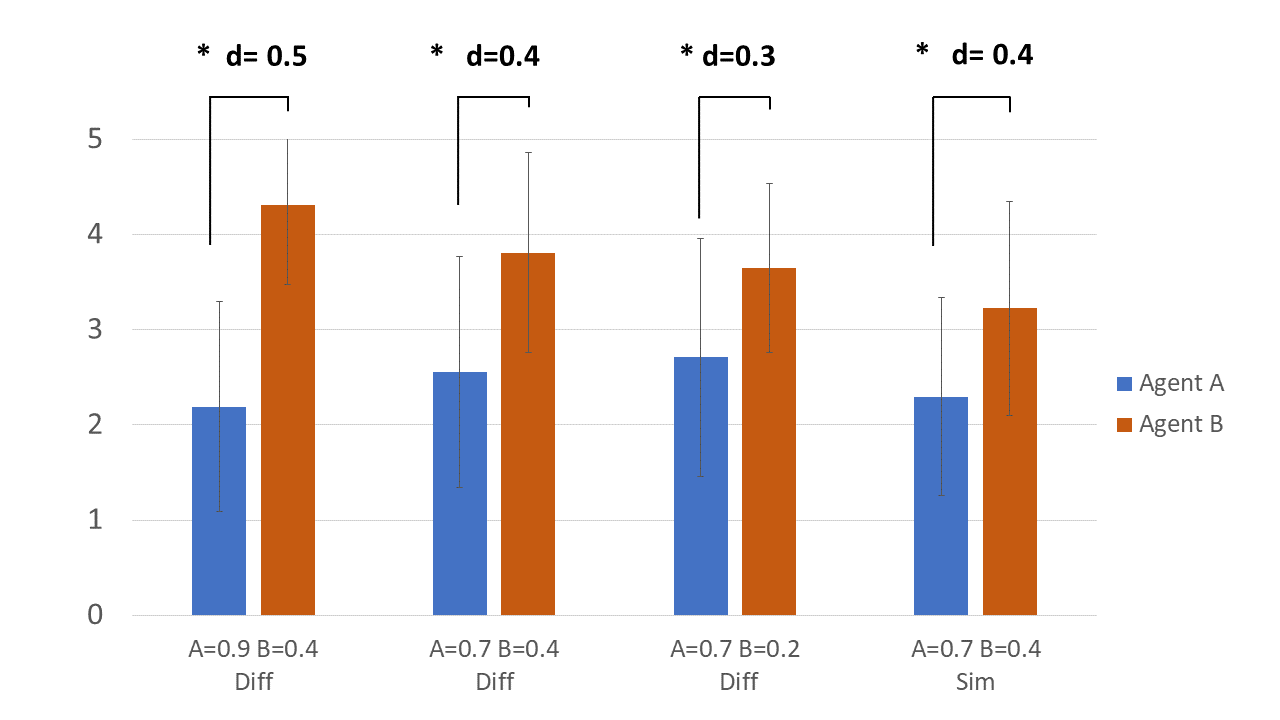 * d= 0.5
* d=0.4
* d=0.3
* d= 0.4
5
4
3
2
1
0
Agent A
Agent B
A=0.9 B=0.4
Diff
A=0.7 B=0.4
Diff
A=0.7 B=0.2
Diff
A=0.7 B=0.4
Sim